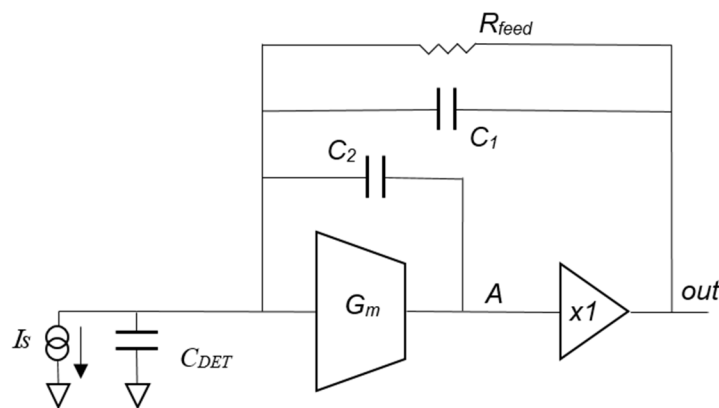 R_feed
C_1
C_2
G_m
A
x1
out
I_S
C_DET